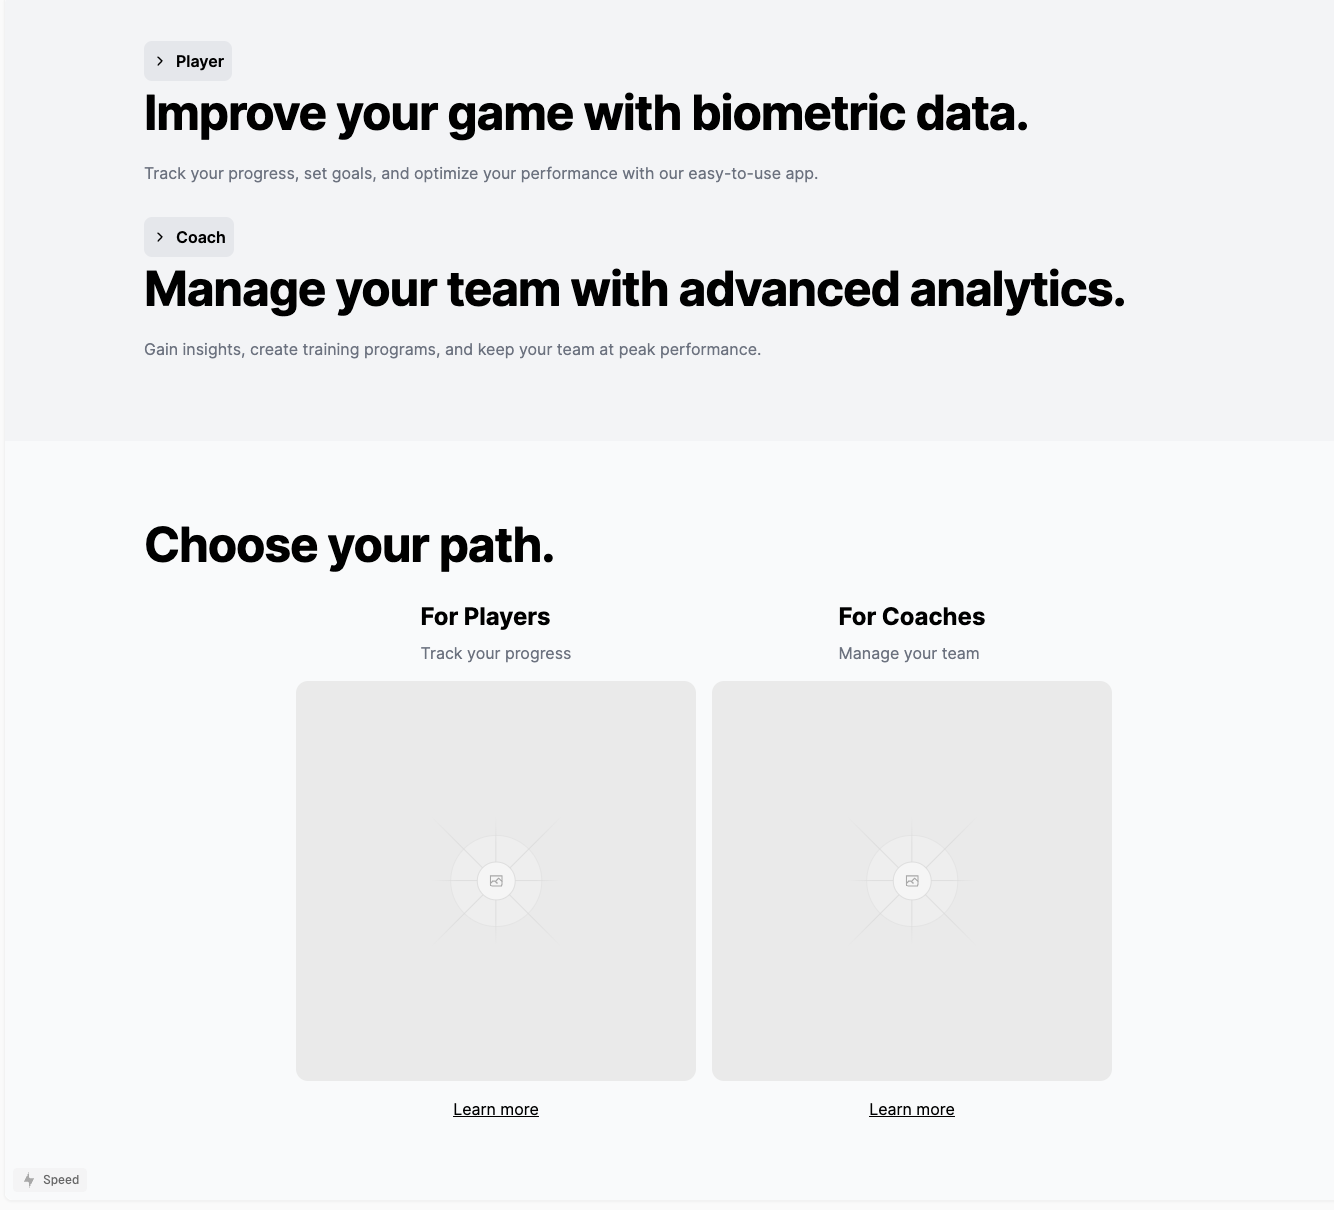 Player
Improve your game with biometric data.
Track your progress, set goals, and optimize your performance with our easy-to-use app.
Coach
Manage your team with advanced analytics.
Gain insights, create training programs, and keep your team at peak performance.
Choose your path.
For Players
Track your progress
Learn more
For Coaches
Manage your team
Learn more
Speed